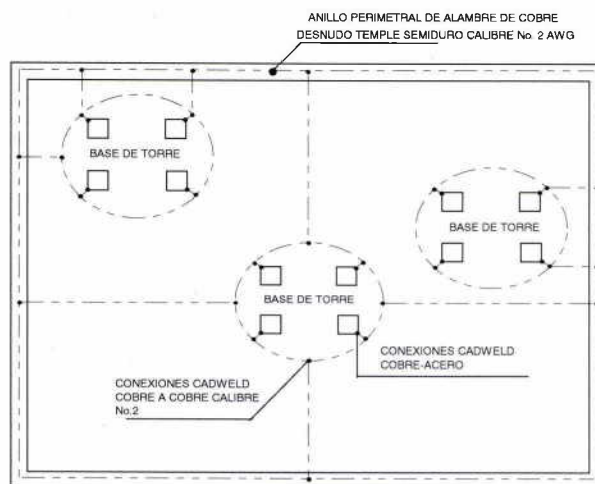 ANILLO PERIMETRAL DE ALAMBRE DE COBRE
DESNUDO TEMPLE SEMIDURO CALIBRE No. 2 AWG
BASE DE TORRE
BASE DE TORRE
BASE DE TORRE
CONEXIONES CADWELD
COBRE-ACERO
CONEXIONES CADWELD
COBRE A COBRE CALIBRE
No.2